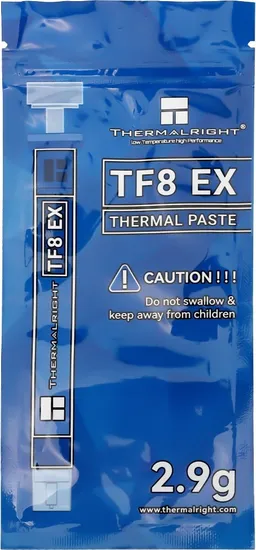 THERMALRIGHT®
Low Temperature high Performance
TF8 EX
THERMAL PASTE
CAUTION ! ! !
Do not swallow &
keep away from children
THERMALRIGHT TF8 EX
2.9g
www.thermalright.com